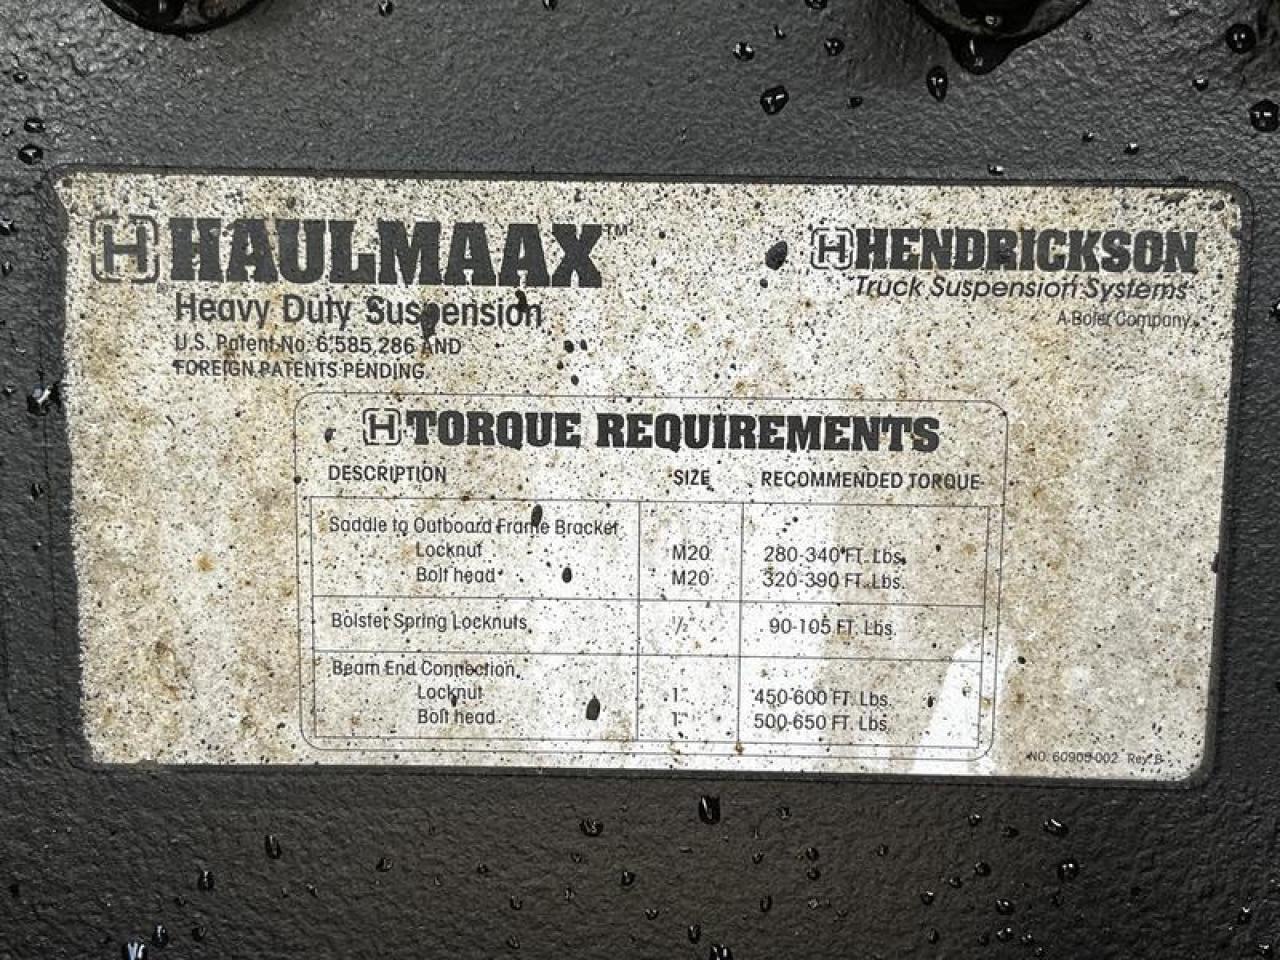 H HAULMAAX™
Heavy Duty Suspension
U.S. Patent No. 6,585,286 AND
FOREIGN PATENTS PENDING.
H HENDRICKSON
Truck Suspension Systems
A Boler Company
H TORQUE REQUIREMENTS
DESCRIPTION SIZE RECOMMENDED TORQUE
Saddle to Outboard Frame Bracket
Locknut M20 280-340 FT. Lbs.
Bolt head M20 320-390 FT. Lbs.
Bolster Spring Locknuts 1/2" 90-105 FT. Lbs.
Beam End Connection
Locknut 1" 450-600 FT. Lbs.
Bolt head 1" 500-650 FT. Lbs.
NO. 60905-002 Rev. B